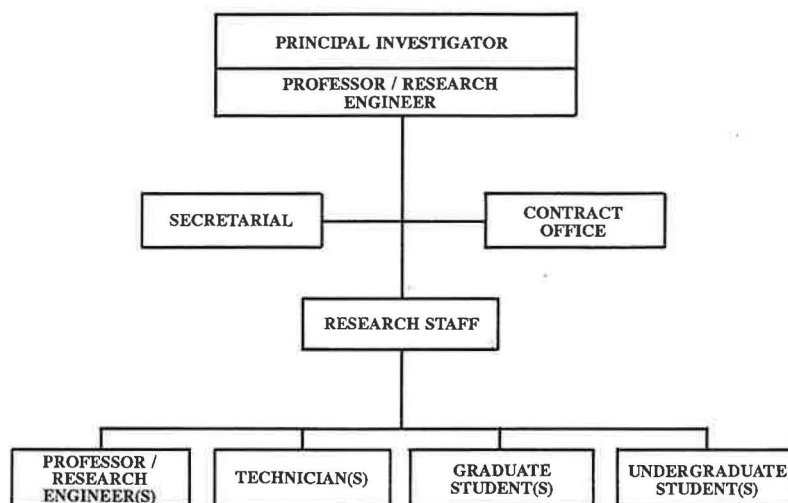 PRINCIPAL INVESTIGATOR
PROFESSOR / RESEARCH
ENGINEER
SECRETARIAL
CONTRACT
OFFICE
RESEARCH STAFF
PROFESSOR /
RESEARCH
ENGINEER(S)
TECHNICIAN(S)
GRADUATE
STUDENT(S)
UNDERGRADUATE
STUDENT(S)